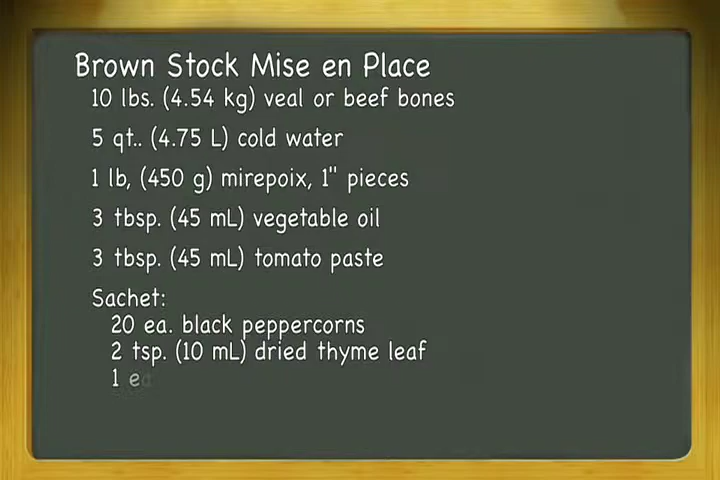 Brown Stock Mise en Place
10 lbs. (4.54 kg) veal or beef bones
5 qt.. (4.75 L) cold water
1 lb, (450 g) mirepoix, 1" pieces
3 tbsp. (45 mL) vegetable oil
3 tbsp. (45 mL) tomato paste
Sachet:
20 ea. black peppercorns
2 tsp. (10 mL) dried thyme leaf
1 ea